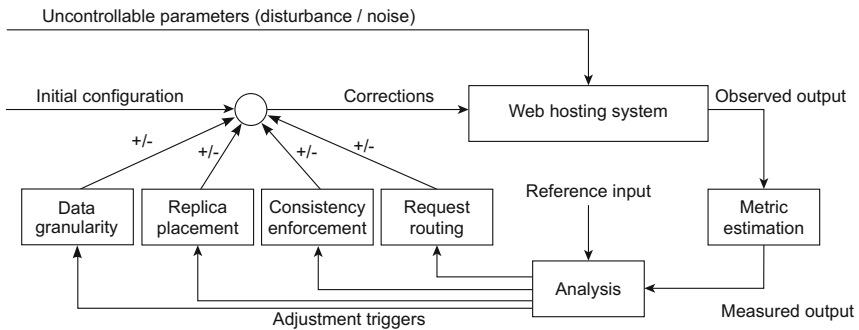 Uncontrollable parameters (disturbance / noise)
Initial configuration
Corrections
Web hosting system
Observed output
+/-
+/-
+/-
+/-
Reference input
Data
granularity
Replica
placement
Consistency
enforcement
Request
routing
Metric
estimation
Analysis
Adjustment triggers
Measured output